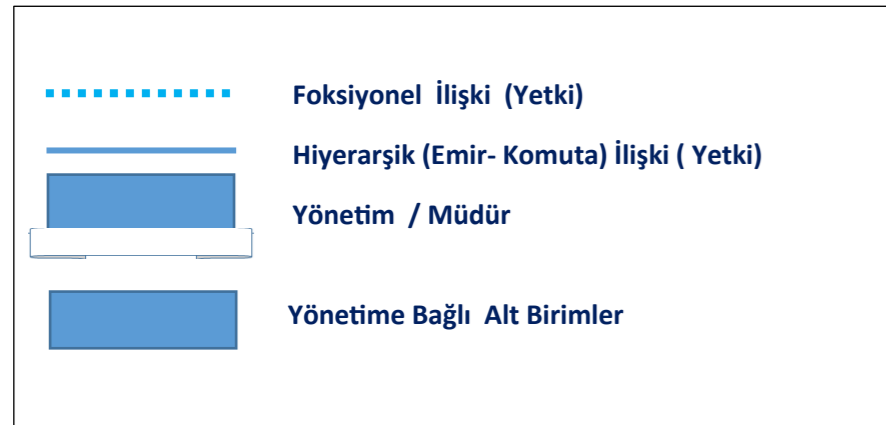 Foksiyonel İlişki (Yetki)
Hiyerarşik (Emir- Komuta) İlişki ( Yetki)
Yönetim / Müdür
Yönetime Bağlı Alt Birimler